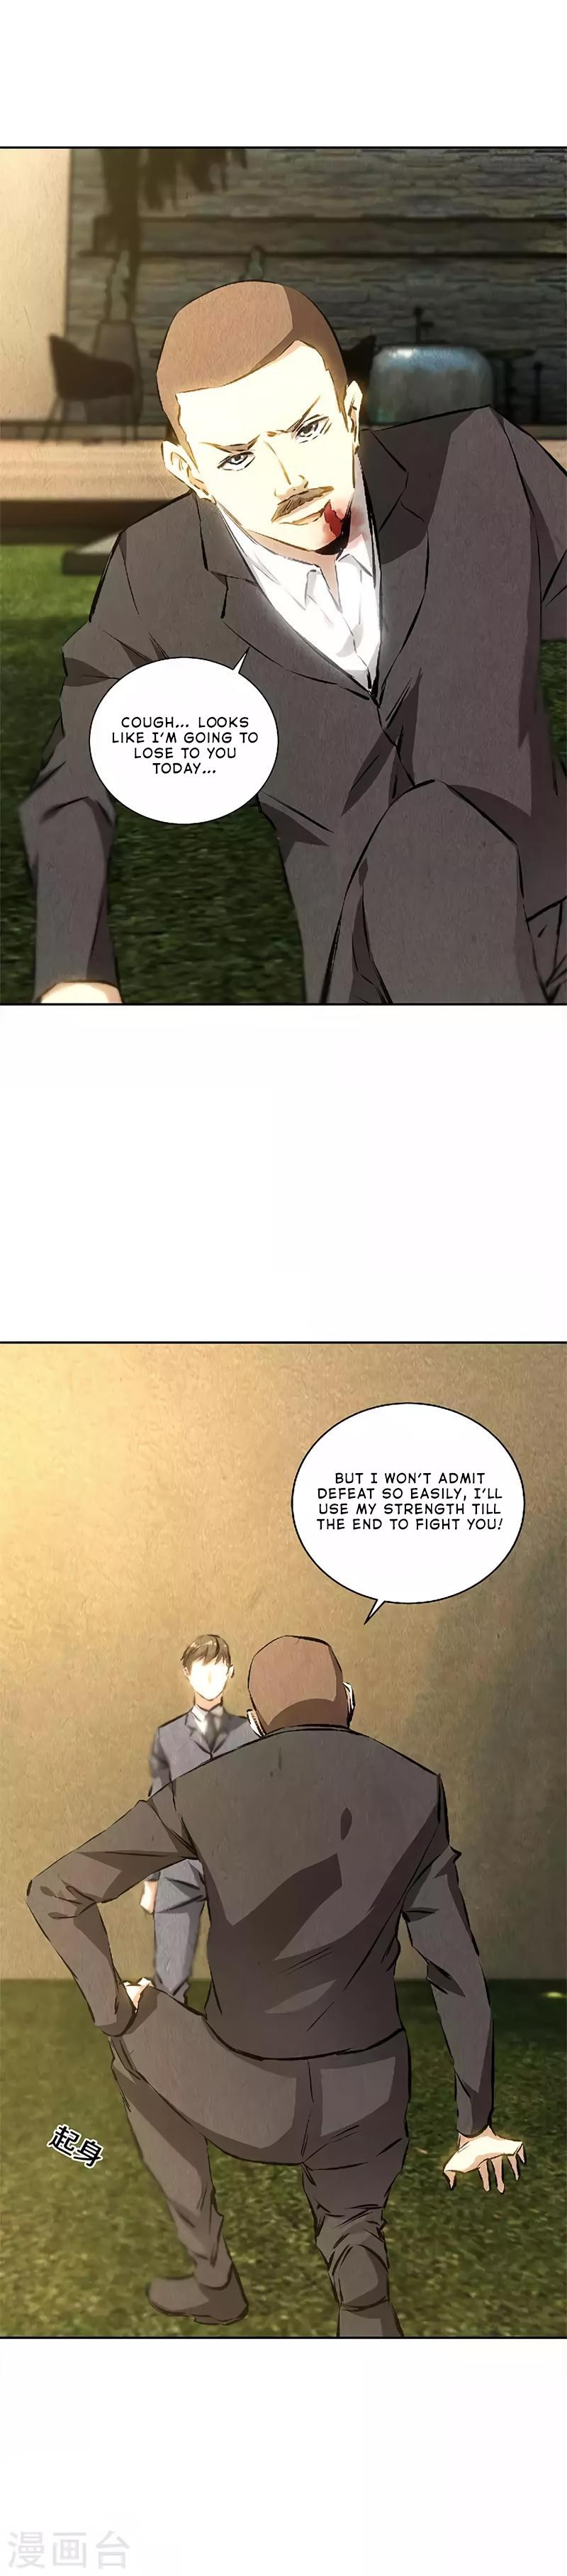 COUGH... LOOKS
LIKE I'M GOING TO
LOSE TO YOU
TODAY...
BUT I WON'T ADMIT
DEFEAT SO EASILY, I'LL
USE MY STRENGTH TILL
THE END TO FIGHT YOU!
起身
漫画台